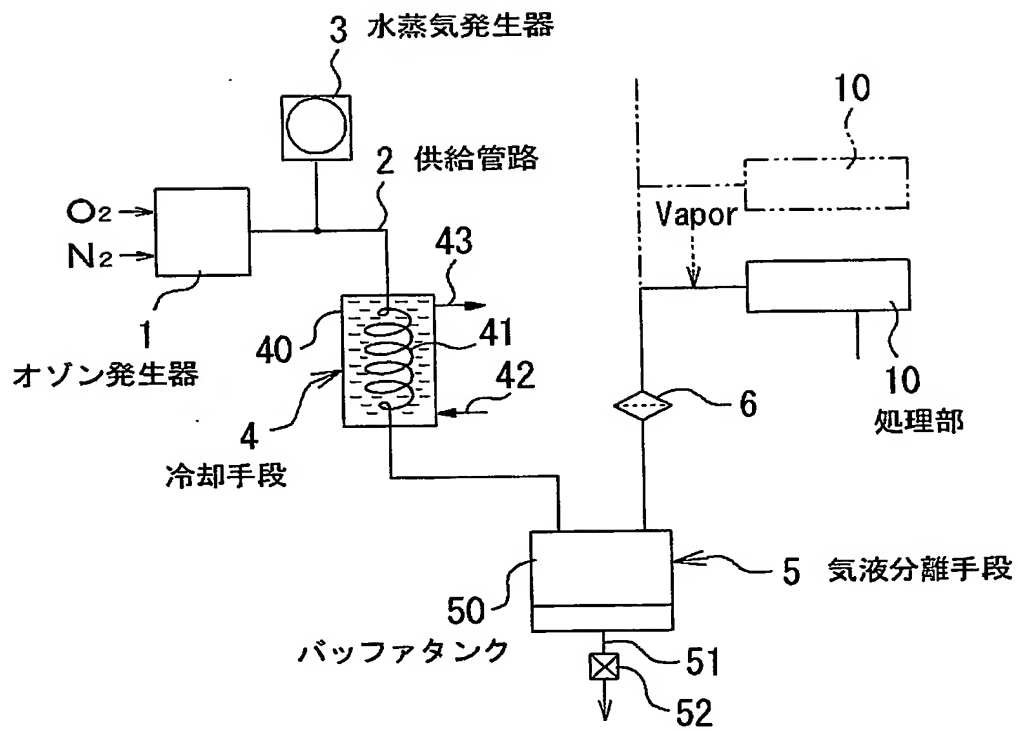 3 水蒸気発生器
10
2 供給管路
O2
N2
Vapor
43
1
オゾン発生器
40
41
42
10
処理部
6
4
冷却手段
5 気液分離手段
50
バッファタンク
51
52